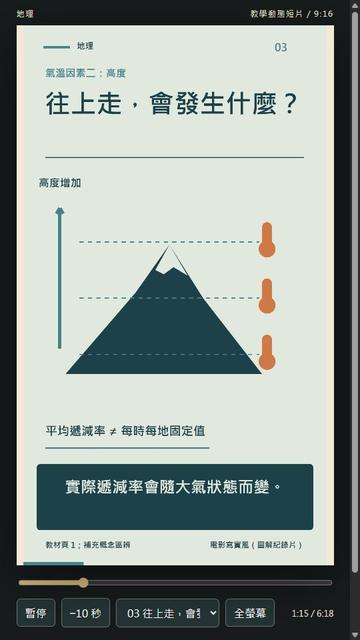 地理
教學動態短片 / 9:16
地理
03
氣溫因素二：高度
往上走，會發生什麼？
高度增加
平均遞減率 ≠ 每時每地固定值
實際遞減率會隨大氣狀態而變。
教材頁 1；補充概念區辨
電影寫實風（圖解紀錄片）
暫停
−10 秒
03 往上走，會
全螢幕
1:15 / 6:18